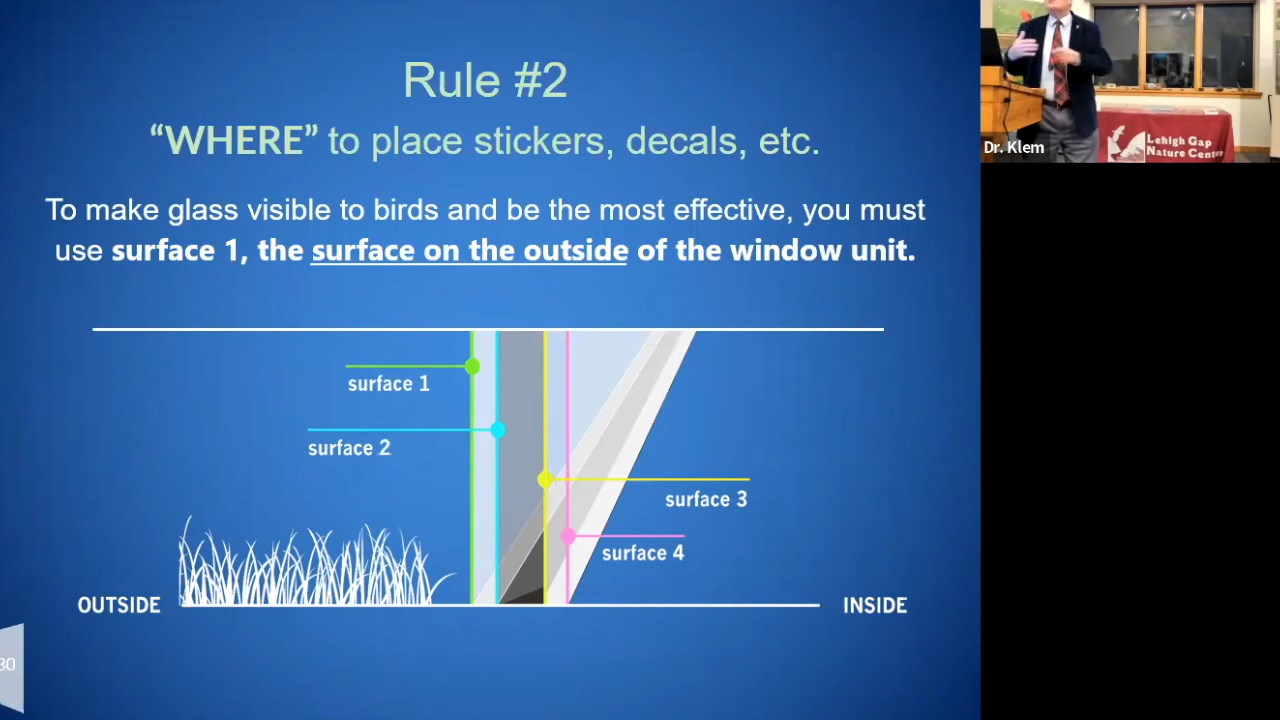 Rule #2
“WHERE” to place stickers, decals, etc.
To make glass visible to birds and be the most effective, you must
use surface 1, the surface on the outside of the window unit.
surface 1
surface 2
surface 3
surface 4
OUTSIDE
INSIDE
30
Dr. Klem
Lehigh Gap
Nature Center